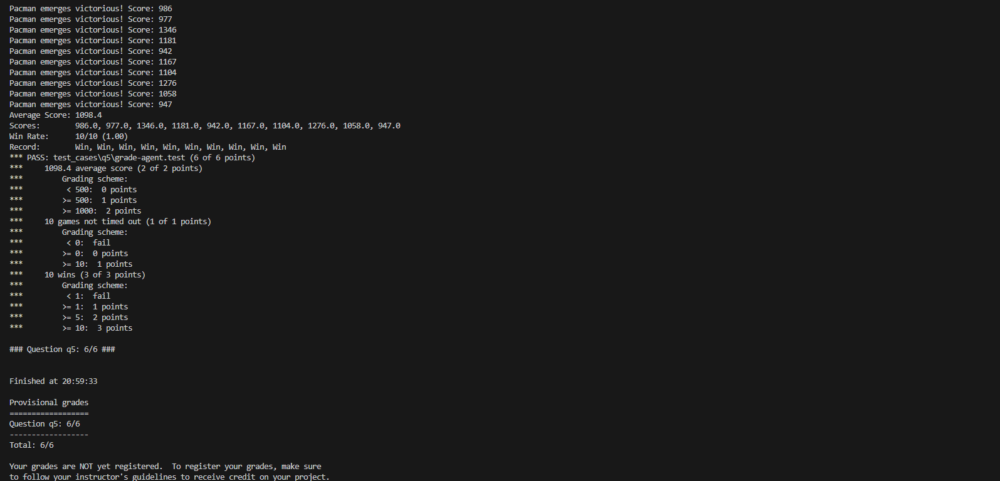 Pacman emerges victorious! Score: 986
Pacman emerges victorious! Score: 977
Pacman emerges victorious! Score: 1346
Pacman emerges victorious! Score: 1181
Pacman emerges victorious! Score: 942
Pacman emerges victorious! Score: 1167
Pacman emerges victorious! Score: 1104
Pacman emerges victorious! Score: 1276
Pacman emerges victorious! Score: 1058
Pacman emerges victorious! Score: 947
Average Score: 1098.4
Scores:        986.0, 977.0, 1346.0, 1181.0, 942.0, 1167.0, 1104.0, 1276.0, 1058.0, 947.0
Win Rate:      10/10 (1.00)
Record:        Win, Win, Win, Win, Win, Win, Win, Win, Win, Win
*** PASS: test_cases\q5\grade-agent.test (6 of 6 points)
***     1098.4 average score (2 of 2 points)
***         Grading scheme:
***          < 500:  0 points
***         >= 500:  1 points
***         >= 1000:  2 points
***     10 games not timed out (1 of 1 points)
***         Grading scheme:
***          < 0:  fail
***         >= 0:  0 points
***         >= 10:  1 points
***     10 wins (3 of 3 points)
***         Grading scheme:
***          < 1:  fail
***         >= 1:  1 points
***         >= 5:  2 points
***         >= 10:  3 points

### Question q5: 6/6 ###


Finished at 20:59:33

Provisional grades
==================
Question q5: 6/6
------------------
Total: 6/6

Your grades are NOT yet registered.  To register your grades, make sure
to follow your instructor's guidelines to receive credit on your project.